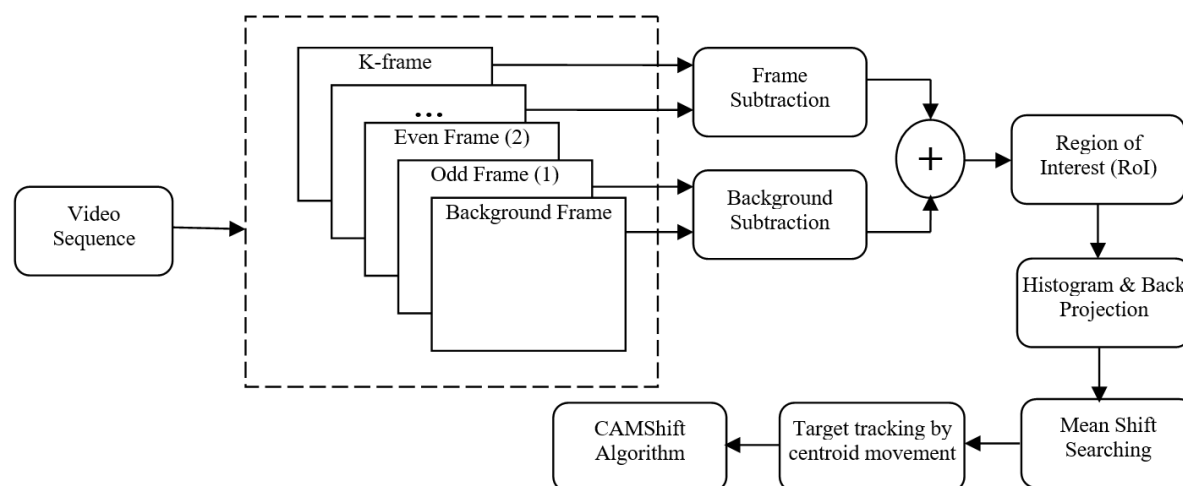 K-frame
...
Even Frame (2)
Odd Frame (1)
Background Frame
Video
Sequence
Frame
Subtraction
Background
Subtraction
+
Region of
Interest (RoI)
Histogram & Back
Projection
Mean Shift
Searching
Target tracking by
centroid movement
CAMShift
Algorithm